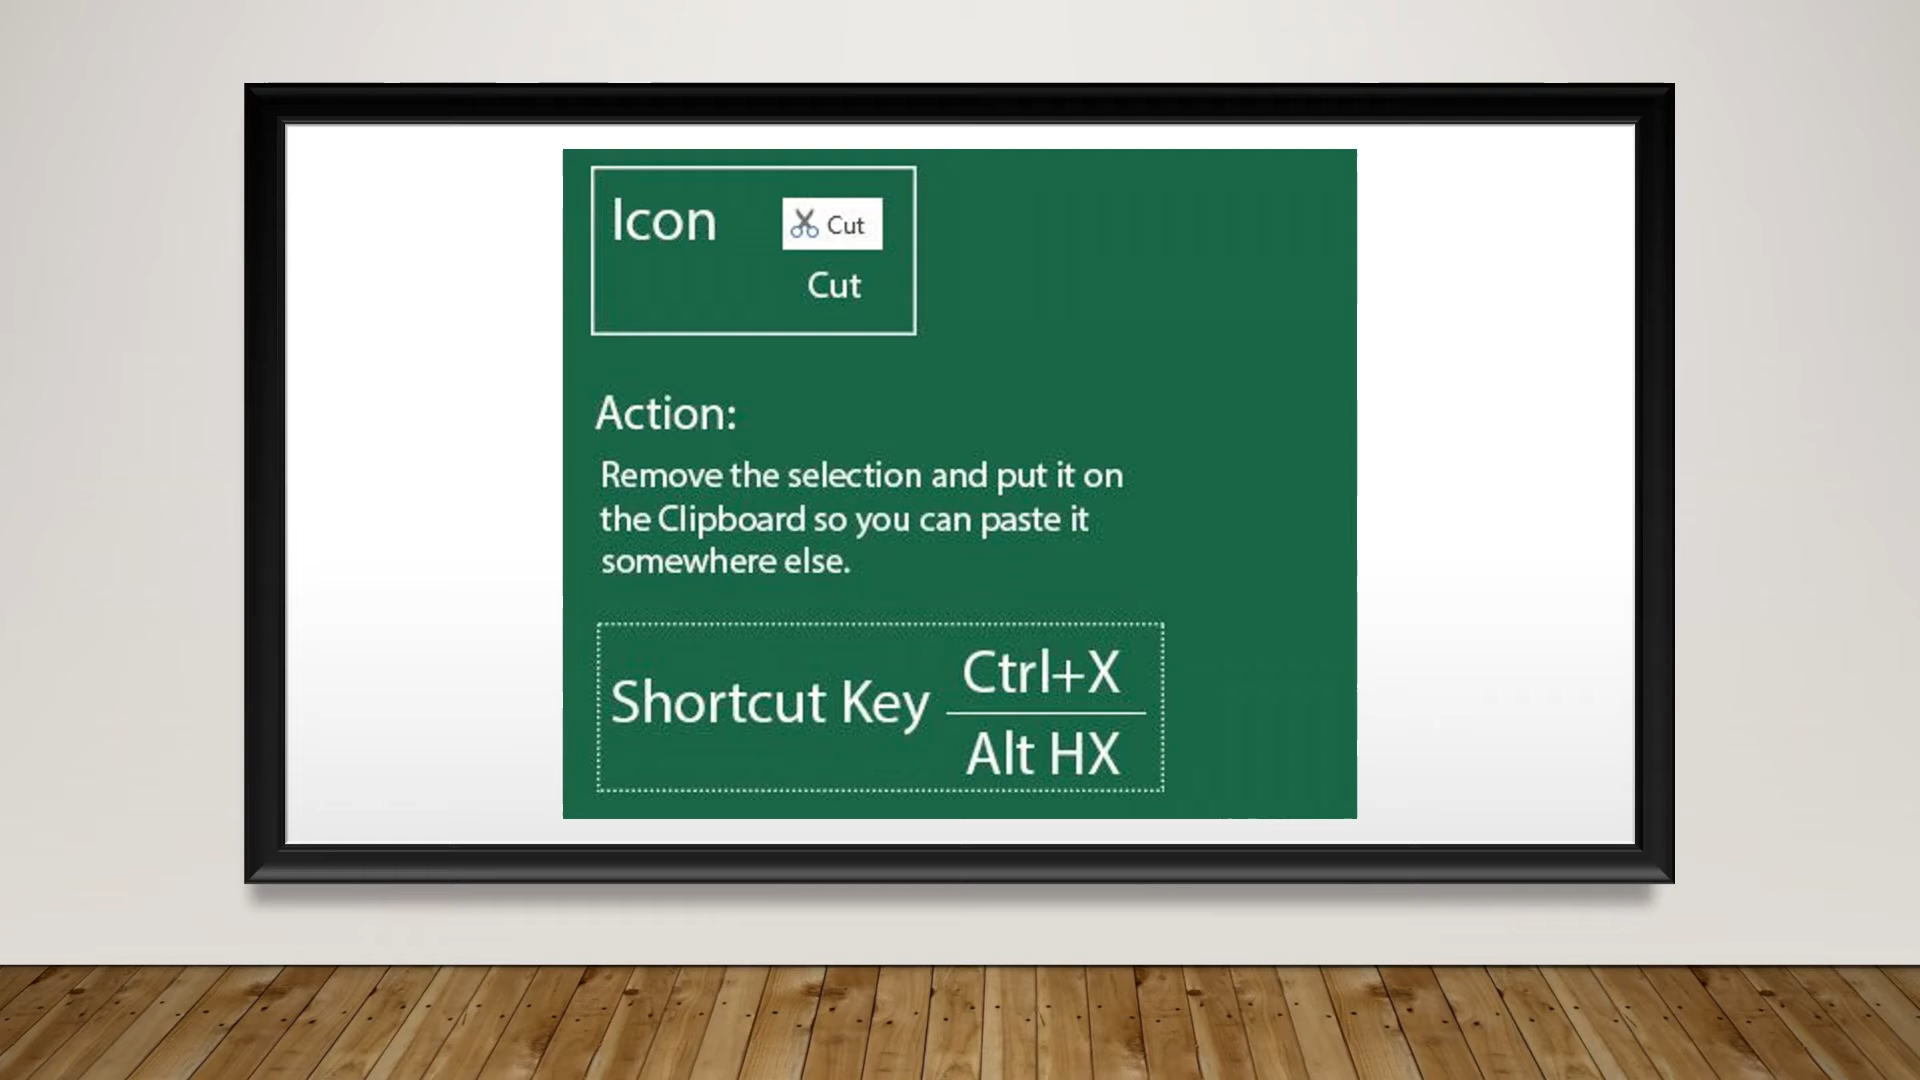 Icon
Cut
Cut
Action:
Remove the selection and put it on
the Clipboard so you can paste it
somewhere else.
Shortcut Key
Ctrl+X
Alt HX